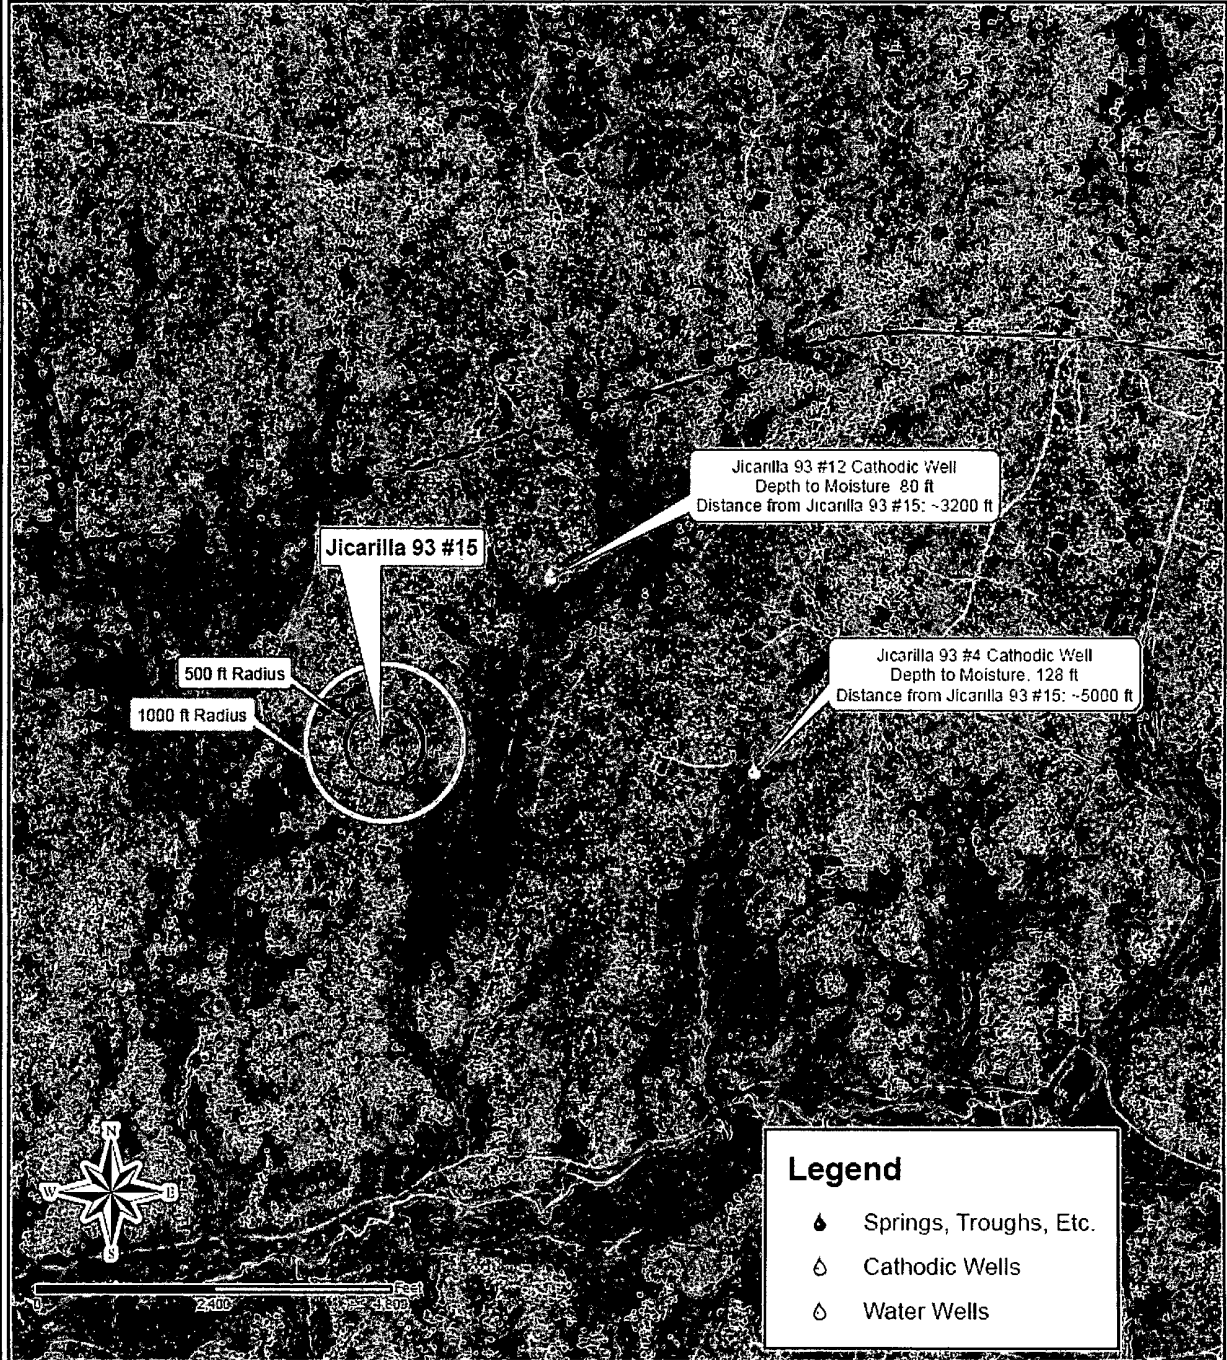 Jicarilla 93 #12 Cathodic Well
Depth to Moisture 80 ft
Distance from Jicarilla 93 #15: ~3200 ft
Jicarilla 93 #15
Jicarilla 93 #4 Cathodic Well
Depth to Moisture. 128 ft
Distance from Jicarilla 93 #15: ~5000 ft
500 ft Radius
1000 ft Radius
N
W E
S
Legend
Springs, Troughs, Etc.
Cathodic Wells
Water Wells
Feet
0 2,400 4,800